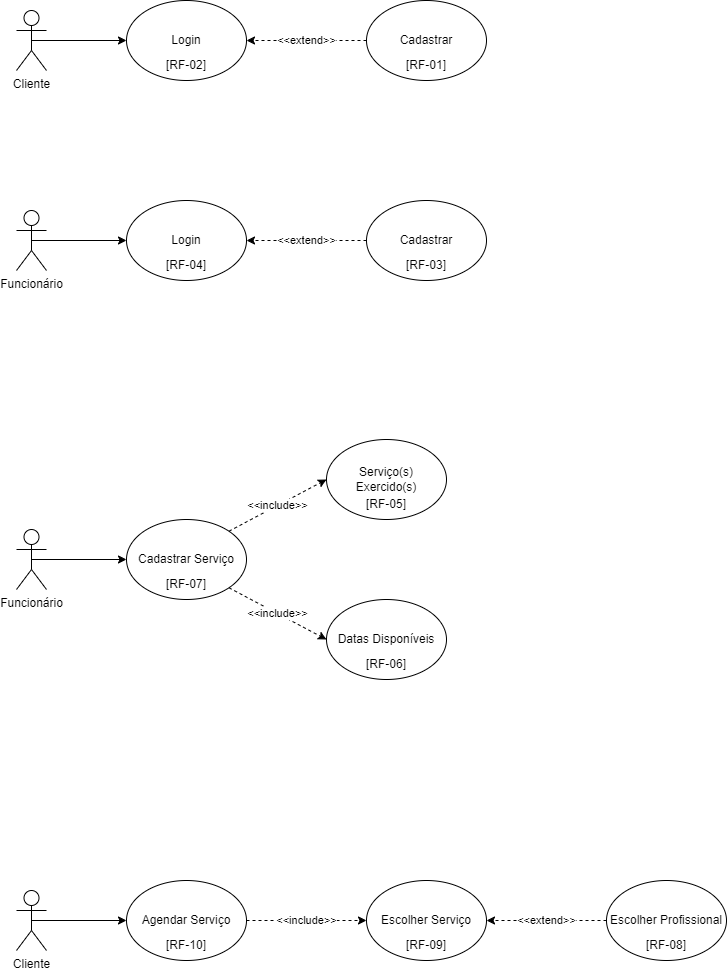 Login
<<extend>>
Cadastrar
[RF-02]
[RF-01]
Cliente
Login
<<extend>>
Cadastrar
[RF-04]
[RF-03]
Funcionário
Serviço(s)
Exercido(s)
[RF-05]
<<include>>
Cadastrar Serviço
[RF-07]
Funcionário
<<include>>
Datas Disponíveis
[RF-06]
Agendar Serviço
<<include>>
Escolher Serviço
<<extend>>
Escolher Profissional
[RF-10]
[RF-09]
[RF-08]
Cliente